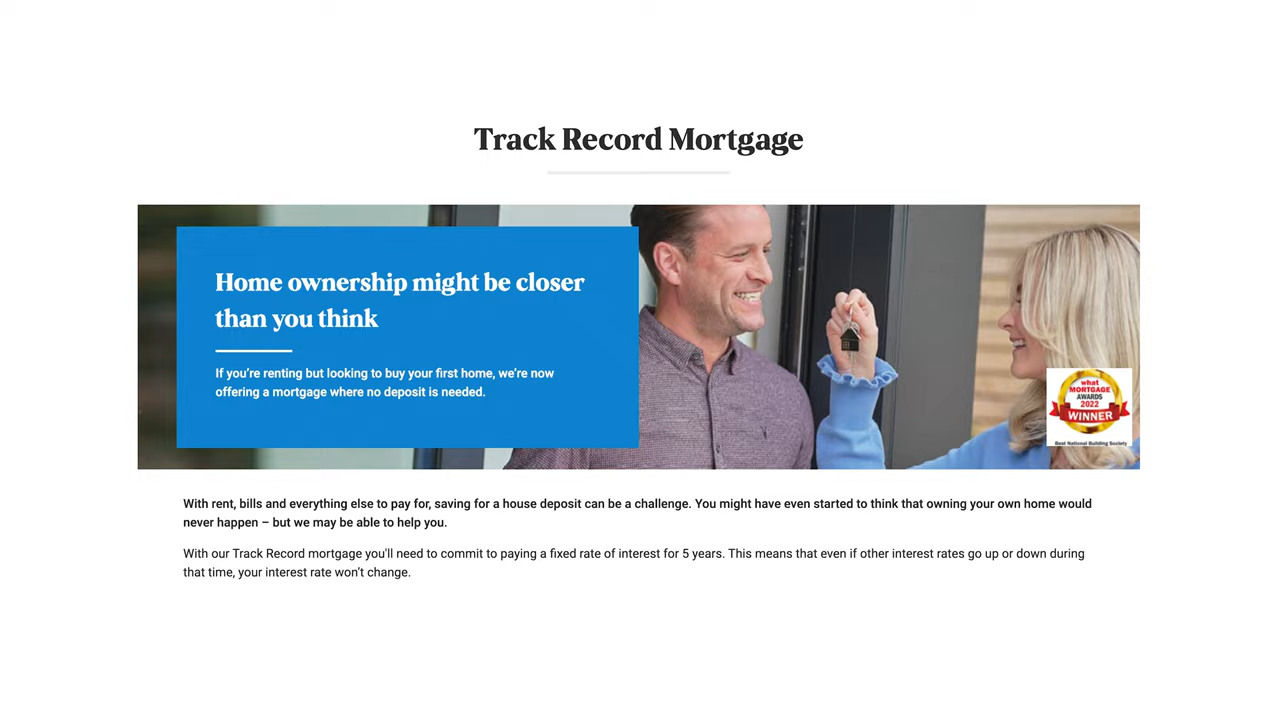 Track Record Mortgage
Home ownership might be closer
than you think
If you’re renting but looking to buy your first home, we’re now
offering a mortgage where no deposit is needed.
what
MORTGAGE
AWARDS
2022
WINNER
Best National Building Society
With rent, bills and everything else to pay for, saving for a house deposit can be a challenge. You might have even started to think that owning your own home would
never happen – but we may be able to help you.
With our Track Record mortgage you'll need to commit to paying a fixed rate of interest for 5 years. This means that even if other interest rates go up or down during
that time, your interest rate won’t change.